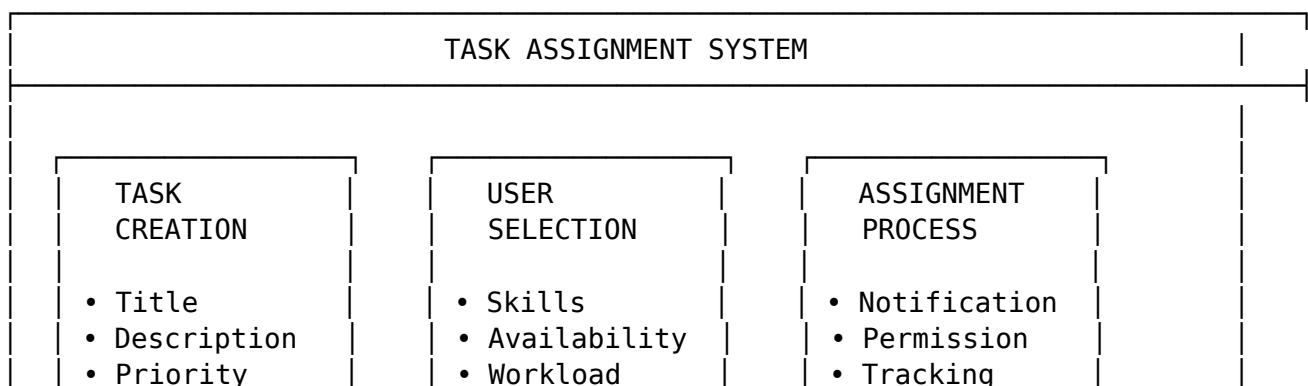 TASK ASSIGNMENT SYSTEM
TASK USER ASSIGNMENT
CREATION SELECTION PROCESS
• Title • Skills • Notification
• Description • Availability • Permission
• Priority • Workload • Tracking